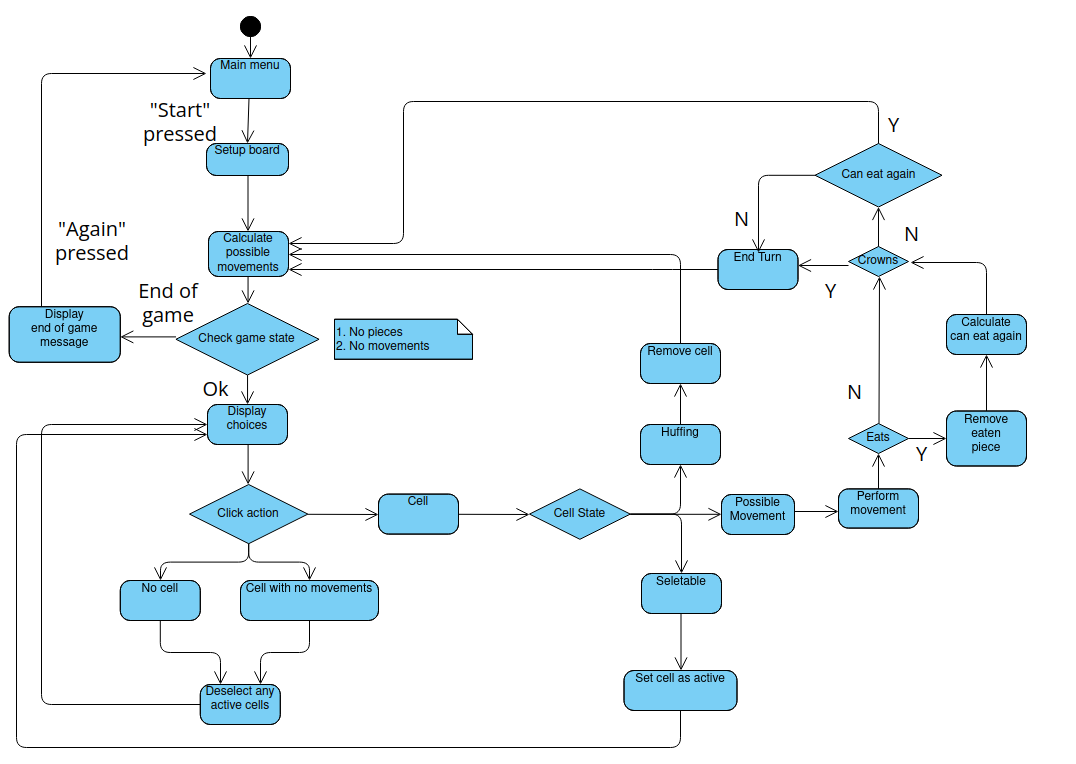 Main menu
"Start"
pressed
Setup board
Y
Can eat again
N
"Again"
pressed
Calculate
possible
movements
End Turn
Crowns
N
Y
End of
game
Display
end of game
message
Check game state
1. No pieces
2. No movements
Calculate
can eat again
Remove cell
Ok
Display
choices
N
Huffing
Eats
Y
Remove
eaten
piece
Click action
Cell
Cell State
Possible
Movement
Perform
movement
No cell
Cell with no movements
Seletable
Deselect any
active cells
Set cell as active